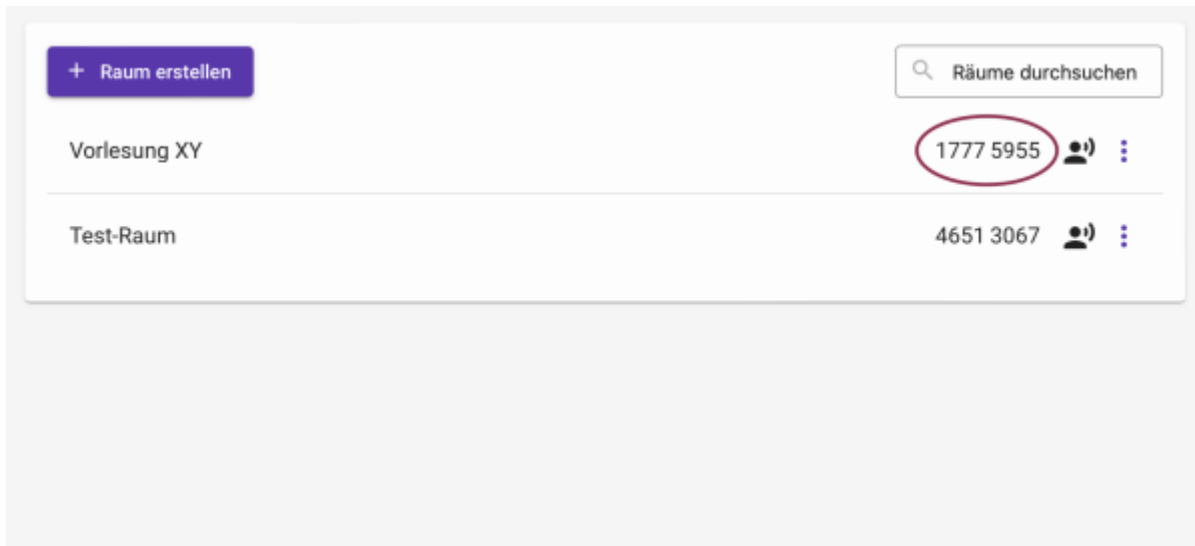 + Raum erstellen
Räume durchsuchen
Vorlesung XY 1777 5955
Test-Raum 4651 3067